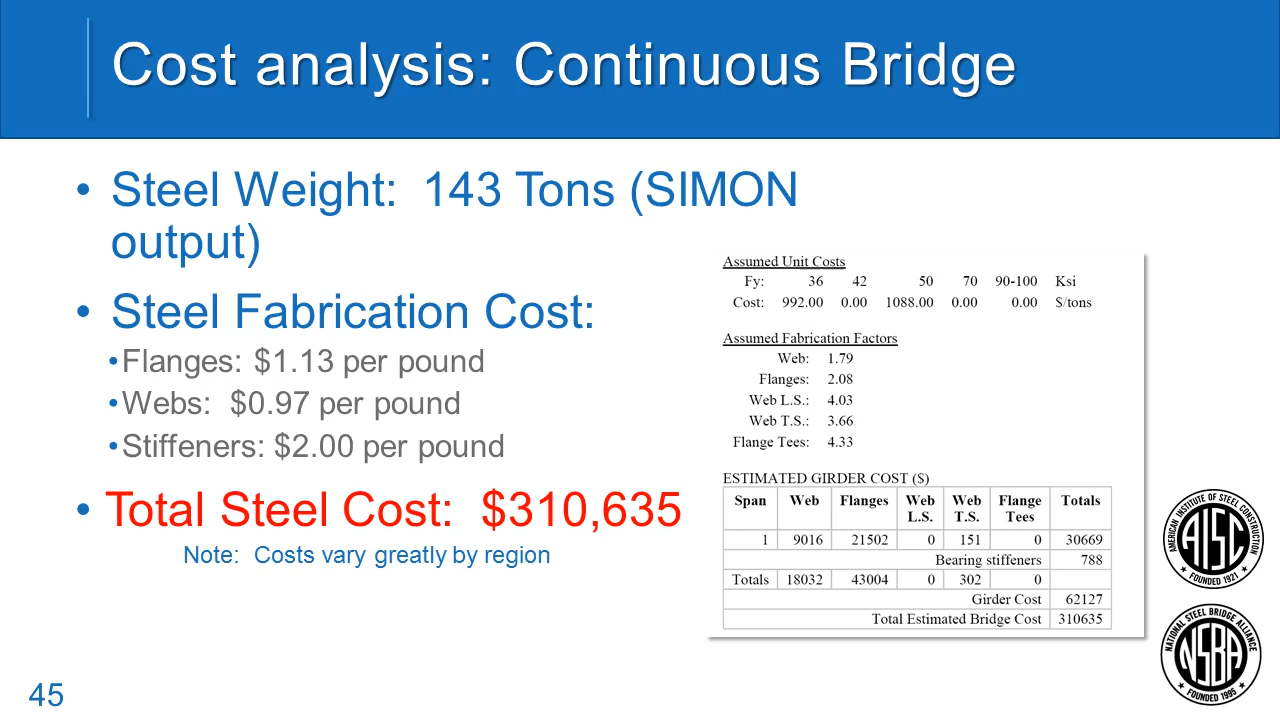 Cost analysis: Continuous Bridge
• Steel Weight: 143 Tons (SIMON
output)
• Steel Fabrication Cost:
•Flanges: $1.13 per pound
•Webs: $0.97 per pound
•Stiffeners: $2.00 per pound
• Total Steel Cost: $310,635
Note: Costs vary greatly by region
Assumed Unit Costs
Fy: 36 42 50 70 90-100 Ksi
Cost: 992.00 0.00 1088.00 0.00 0.00 $/tons
Assumed Fabrication Factors
Web: 1.79
Flanges: 2.08
Web L.S.: 4.03
Web T.S.: 3.66
Flange Tees: 4.33
ESTIMATED GIRDER COST ($)
Span Web Flanges Web Web Flange Totals
L.S. T.S. Tees
1 9016 21502 0 151 0 30669
Bearing stiffeners 788
Totals 18032 43004 0 302 0
Girder Cost 62127
Total Estimated Bridge Cost 310635
AMERICAN INSTITUTE OF STEEL CONSTRUCTION
AISC
FOUNDED 1921
NATIONAL STEEL BRIDGE ALLIANCE
NSBA
FOUNDED 1995
45